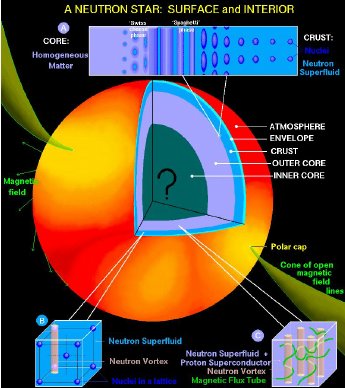 A NEUTRON STAR: SURFACE and INTERIOR
A
CORE:
Homogeneous
Matter
'Swiss
cheese'
phase
'Spaghetti'
phase
CRUST:
Nuclei
Neutron
Superfluid
ATMOSPHERE
ENVELOPE
CRUST
OUTER CORE
INNER CORE
?
Magnetic
field
Polar cap
Cone of open
magnetic
field
lines
B
Neutron Superfluid
Neutron Vortex
Nuclei in a lattice
C
Neutron Superfluid +
Proton Superconductor
Neutron Vortex
Magnetic Flux Tube